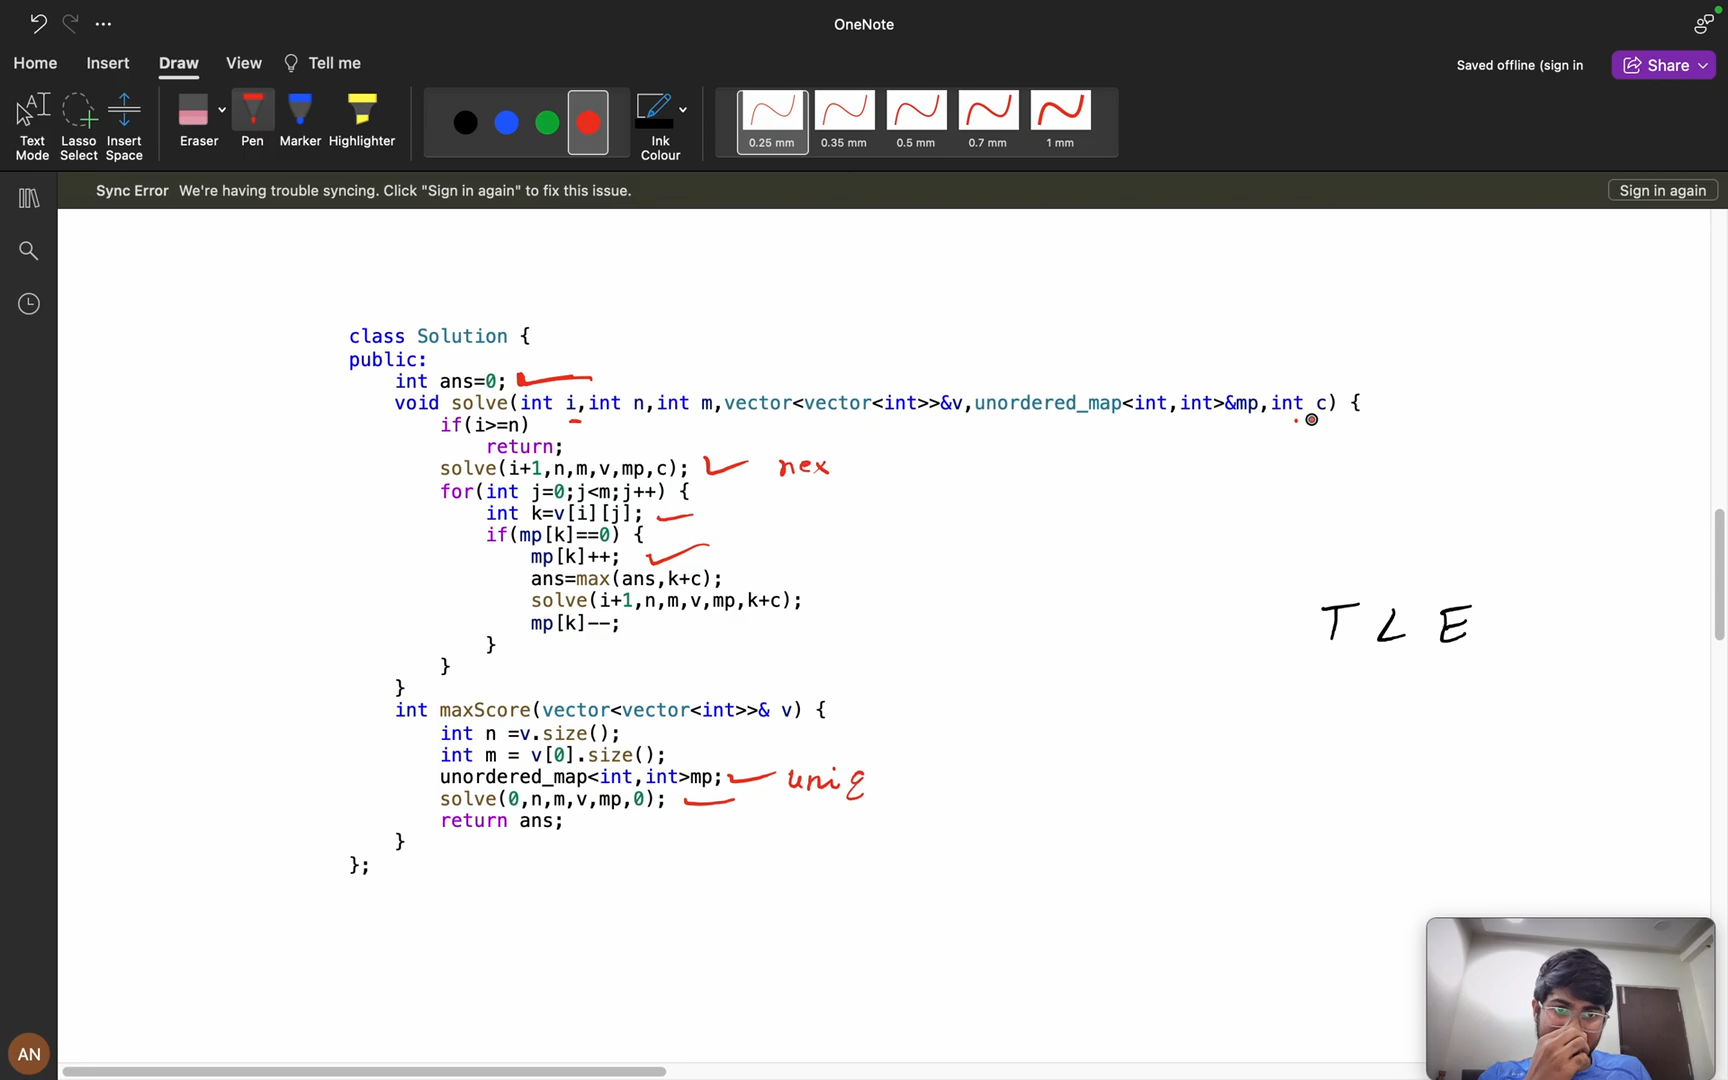 OneNote
Home Insert Draw View Tell me
Saved offline (sign in
Share
Text Mode
Lasso Select
Insert Space
Eraser
Pen
Marker
Highlighter
Ink Colour
0.25 mm
0.35 mm
0.5 mm
0.7 mm
1 mm
Sync Error We're having trouble syncing. Click "Sign in again" to fix this issue.
Sign in again
class Solution {
public:
int ans=0;
void solve(int i,int n,int m,vector<vector<int>>&v,unordered_map<int,int>&mp,int c) {
if(i>=n)
return;
solve(i+1,n,m,v,mp,c); nex
for(int j=0;j<m;j++) {
int k=v[i][j];
if(mp[k]==0) {
mp[k]++;
ans=max(ans,k+c);
solve(i+1,n,m,v,mp,k+c);
mp[k]--;
}
}
}
TLE
int maxScore(vector<vector<int>>& v) {
int n =v.size();
int m = v[0].size();
unordered_map<int,int>mp; uniq
solve(0,n,m,v,mp,0);
return ans;
}
};
AN